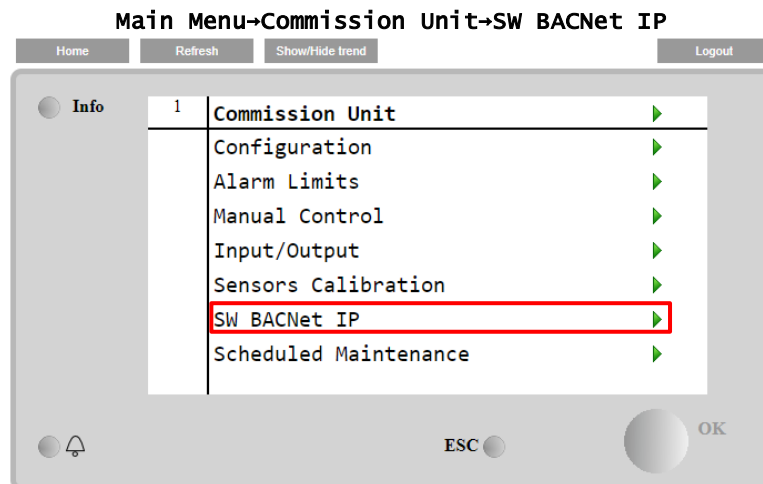 Main Menu→Commission Unit→SW BACNet IP
Home Refresh Show/Hide trend Logout
Info
1 Commission Unit
Configuration
Alarm Limits
Manual Control
Input/Output
Sensors Calibration
SW BACNet IP
Scheduled Maintenance
ESC OK